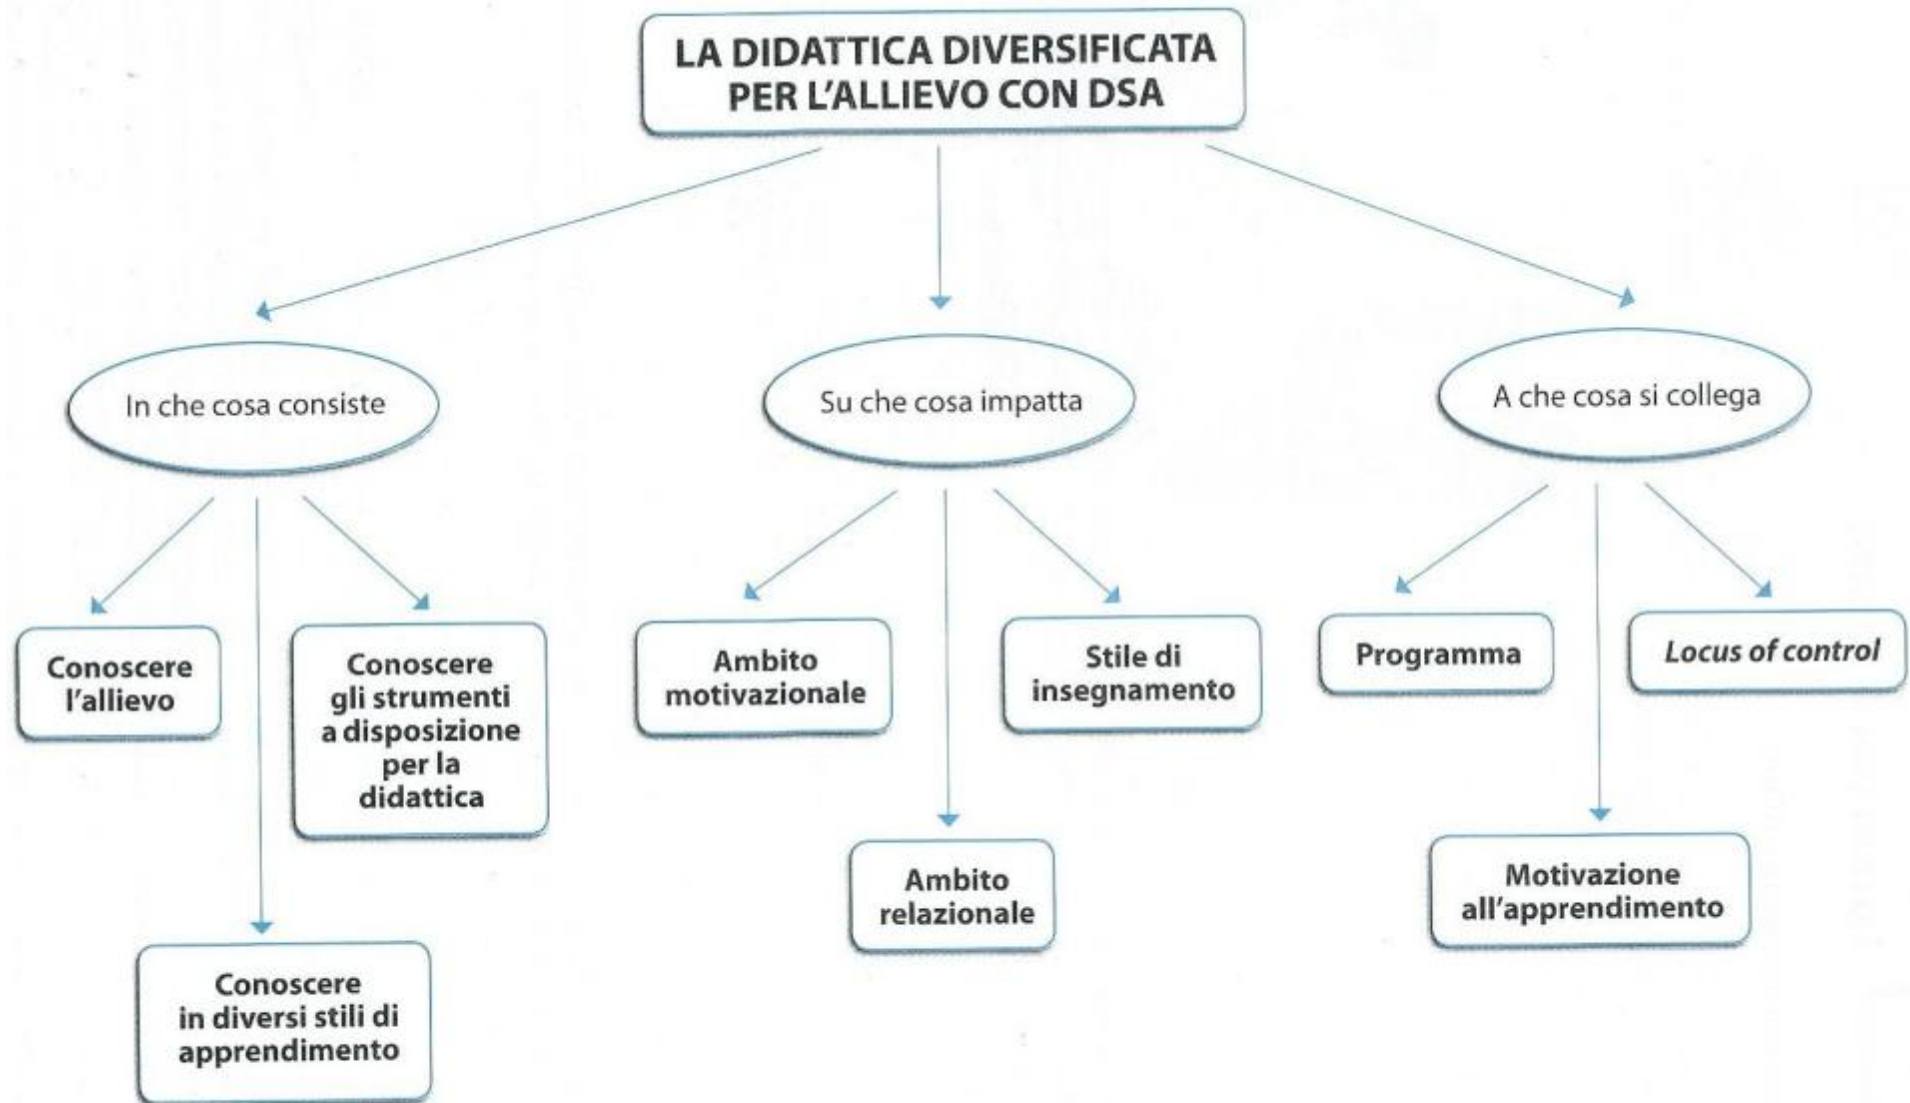 LA DIDATTICA DIVERSIFICATA
PER L'ALLIEVO CON DSA
In che cosa consiste
Su che cosa impatta
A che cosa si collega
Conoscere
l'allievo
Conoscere
gli strumenti
a disposizione
per la
didattica
Conoscere
in diversi stili di
apprendimento
Ambito
motivazionale
Stile di
insegnamento
Ambito
relazionale
Programma
Locus of control
Motivazione
all'apprendimento